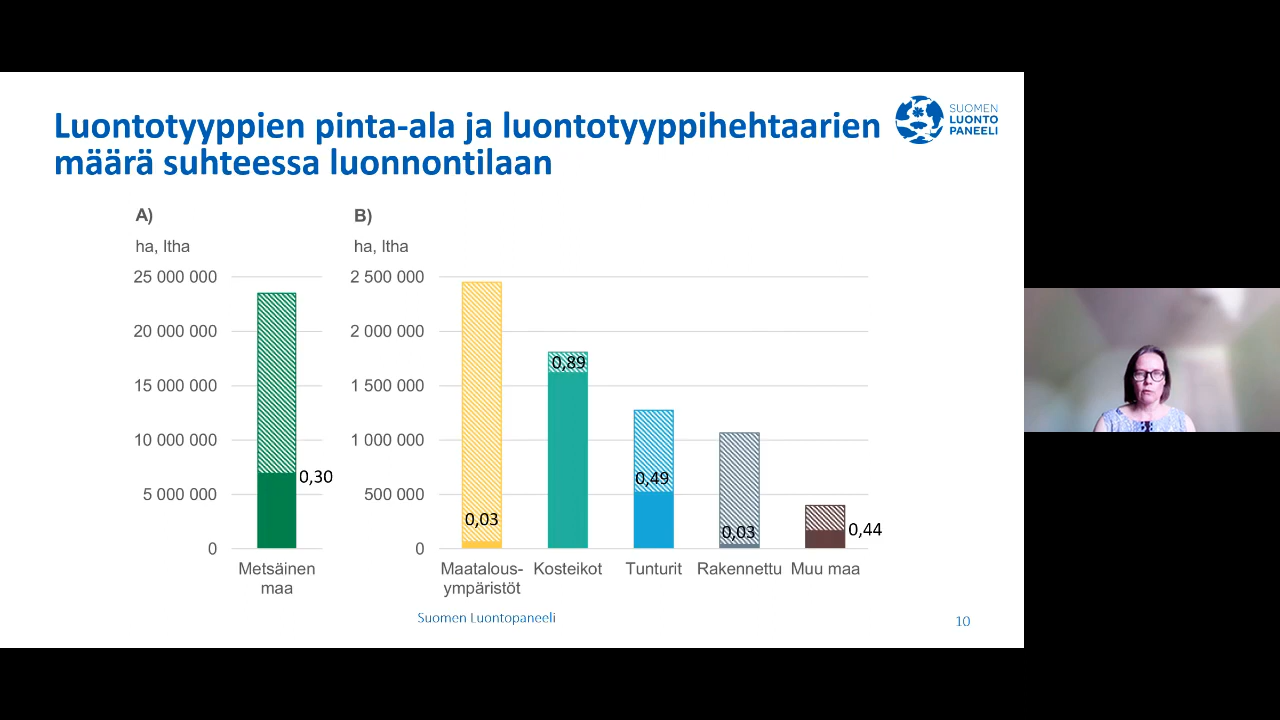 Luontotyyppien pinta-ala ja luontotyyppihehtaarien
määrä suhteessa luonnontilaan
SUOMEN
LUONTO
PANEELI
A)
ha, ltha
25 000 000
20 000 000
15 000 000
10 000 000
5 000 000
0
0,30
Metsäinen
maa
B)
ha, ltha
2 500 000
2 000 000
1 500 000
1 000 000
500 000
0
0,03
0,89
0,49
0,03
0,44
Maatalous-
ympäristöt
Kosteikot
Tunturit
Rakennettu
Muu maa
Suomen Luontopaneeli
10